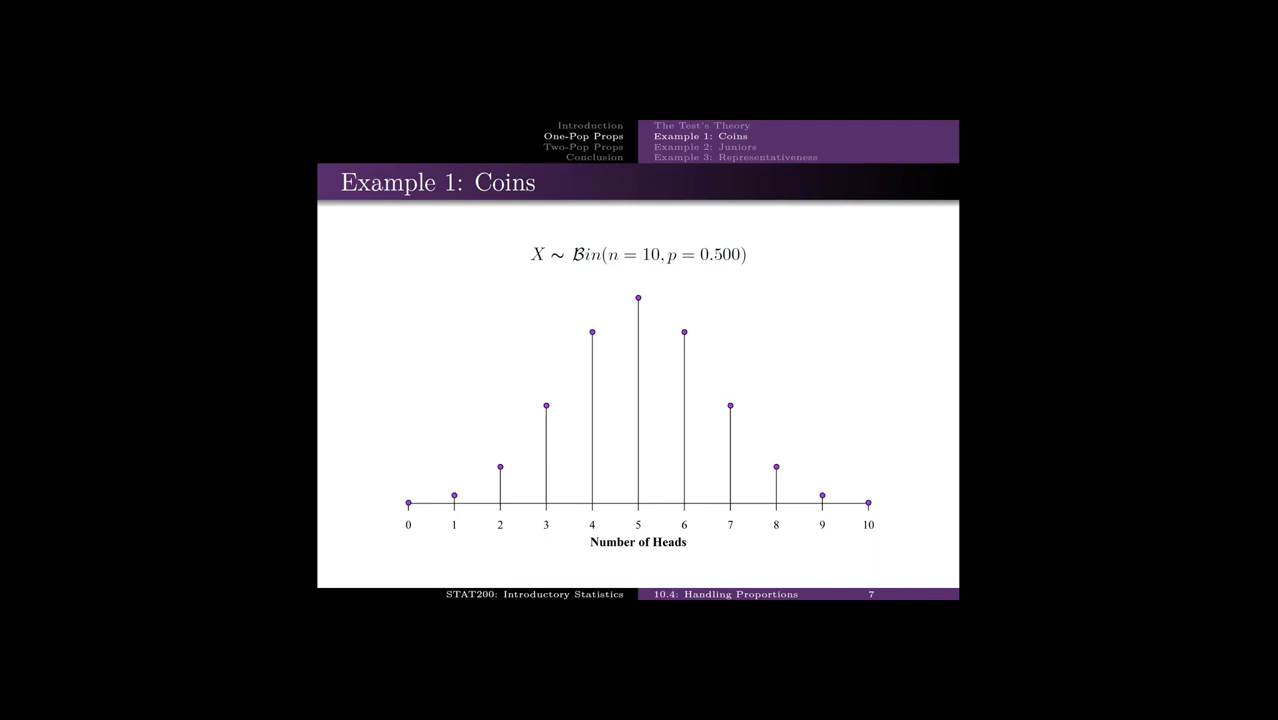 Introduction
One-Pop Props
Two-Pop Props
Conclusion
The Test's Theory
Example 1: Coins
Example 2: Juniors
Example 3: Representativeness
Example 1: Coins
X ∼ Bin(n = 10, p = 0.500)
0 1 2 3 4 5 6 7 8 9 10
Number of Heads
STAT200: Introductory Statistics 10.4: Handling Proportions 7